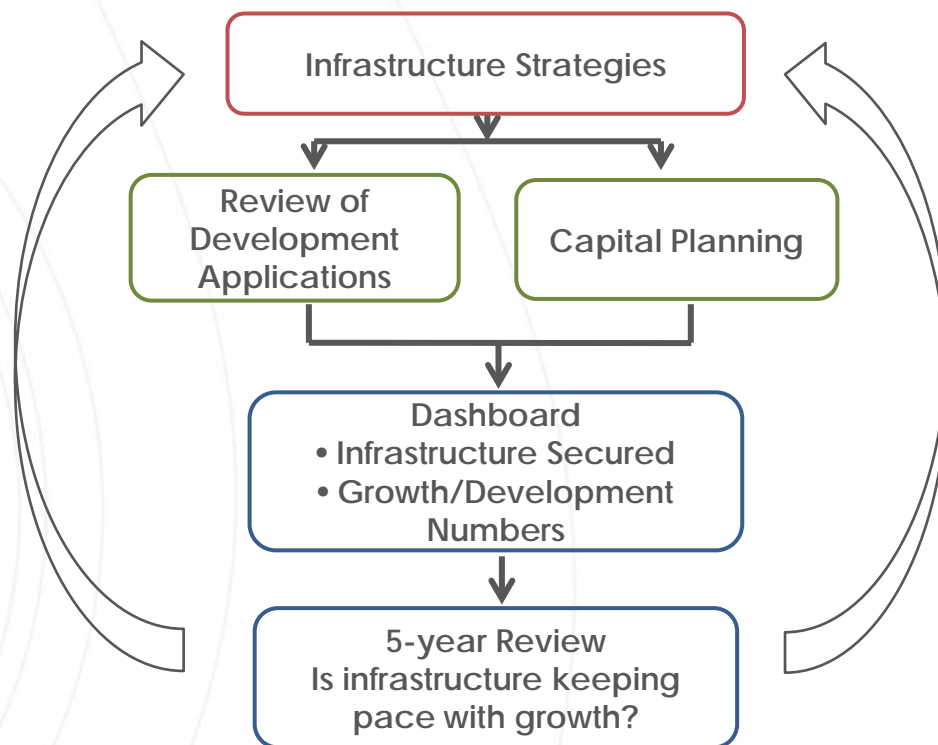 Infrastructure Strategies
Review of
Development
Applications
Capital Planning
Dashboard
• Infrastructure Secured
• Growth/Development
Numbers
5-year Review
Is infrastructure keeping
pace with growth?